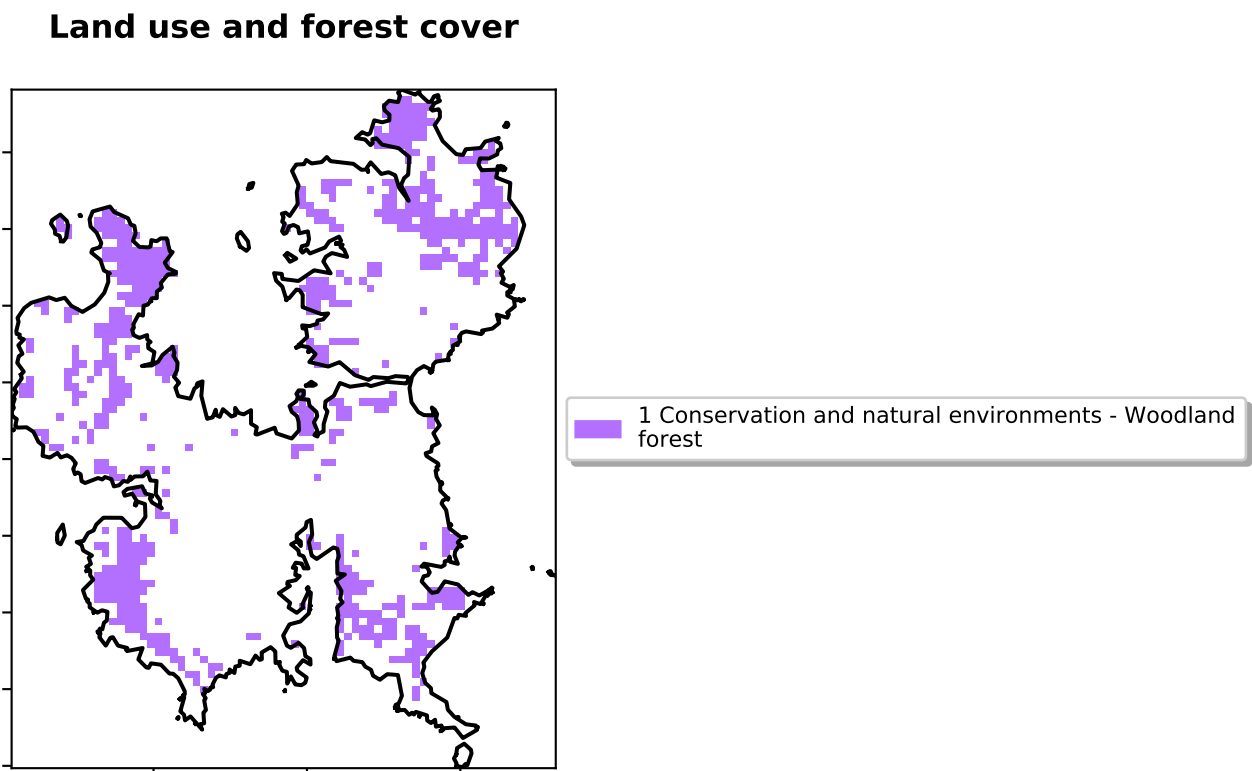 Land use and forest cover
1 Conservation and natural environments - Woodland
forest